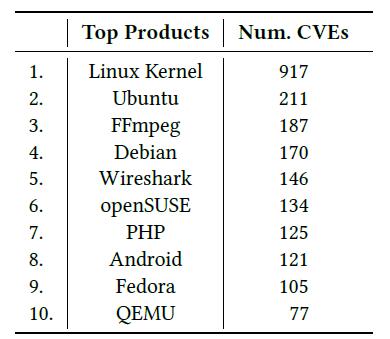 Top Products Num. CVEs
1. Linux Kernel 917
2. Ubuntu 211
3. FFmpeg 187
4. Debian 170
5. Wireshark 146
6. openSUSE 134
7. PHP 125
8. Android 121
9. Fedora 105
10. QEMU 77